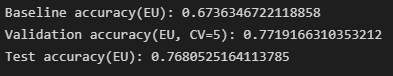 Baseline accuracy(EU): 0.6736346722118858
Validation accuracy(EU, CV=5): 0.7719166310353212
Test accuracy(EU): 0.7680525164113785